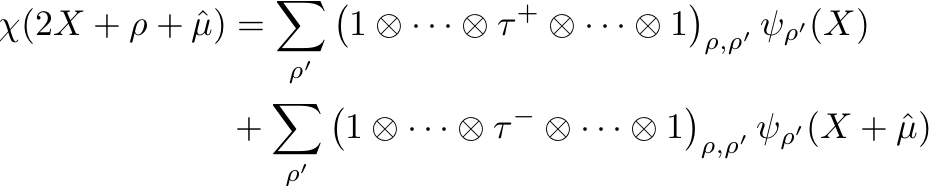 χ(2X + ρ + μ̂) = ∑_{ρ′} (1 ⊗ ⋯ ⊗ τ⁺ ⊗ ⋯ ⊗ 1)_{ρ,ρ′} ψ_{ρ′}(X)
+ ∑_{ρ′} (1 ⊗ ⋯ ⊗ τ⁻ ⊗ ⋯ ⊗ 1)_{ρ,ρ′} ψ_{ρ′}(X + μ̂)